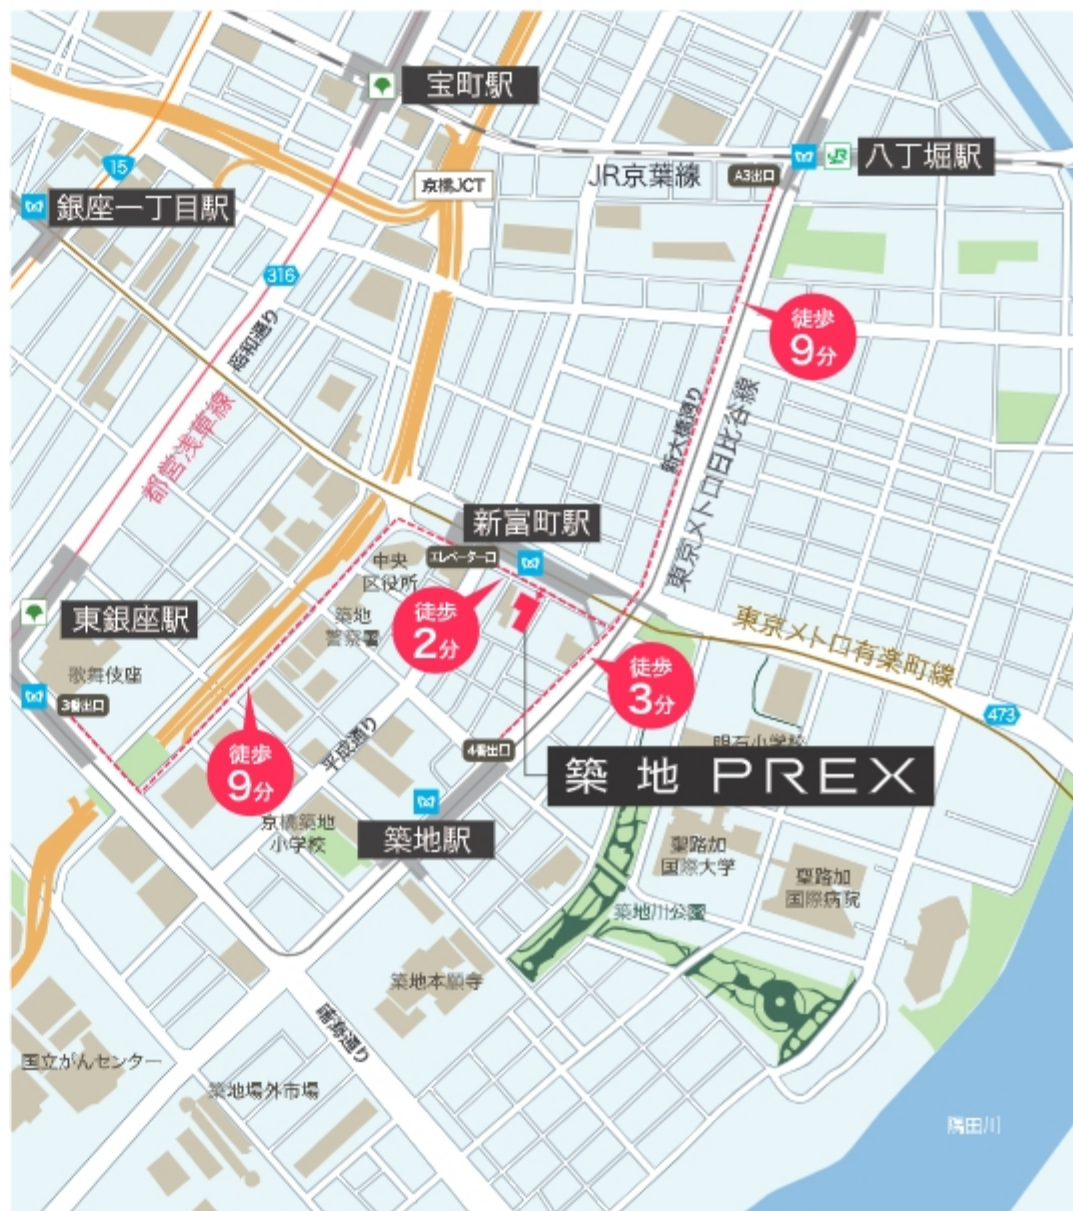 宝町駅
15
京橋JCT
JR京葉線
A3出口
八丁堀駅
銀座一丁目駅
316
昭和通り
徒歩
9分
都営浅草線
新大橋通り
東京メトロ日比谷線
新富町駅
エレベーター口
中央
区役所
徒歩
2分
築地
警察署
東銀座駅
歌舞伎座
3番出口
徒歩
3分
東京メトロ有楽町線
473
徒歩
9分
平成通り
4番出口
明石小学校
築地 PREX
京橋築地
小学校
築地駅
聖路加
国際大学
聖路加
国際病院
築地川公園
築地本願寺
晴海通り
国立がんセンター
築地場外市場
隅田川